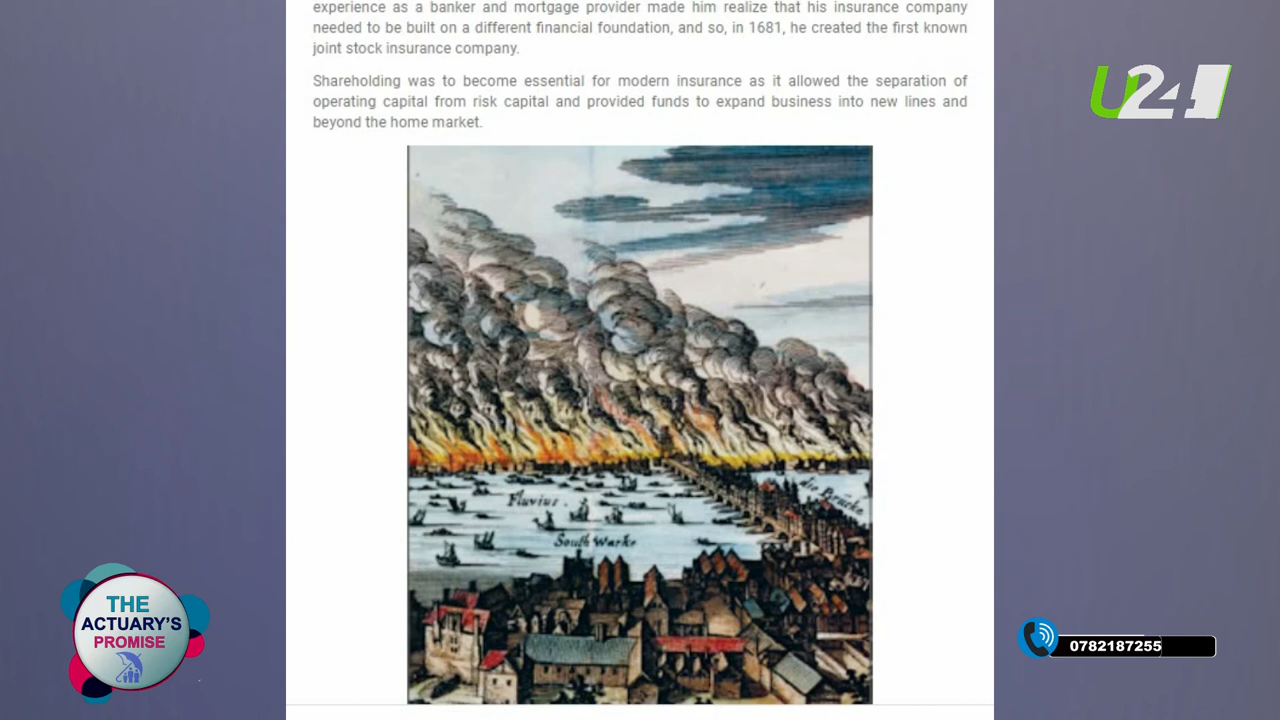 experience as a banker and mortgage provider made him realize that his insurance company
needed to be built on a different financial foundation, and so, in 1681, he created the first known
joint stock insurance company.
Shareholding was to become essential for modern insurance as it allowed the separation of
operating capital from risk capital and provided funds to expand business into new lines and
beyond the home market.
U24
Fluvius.
die Brücke
South Warke
THE
ACTUARY'S
PROMISE
0782187255